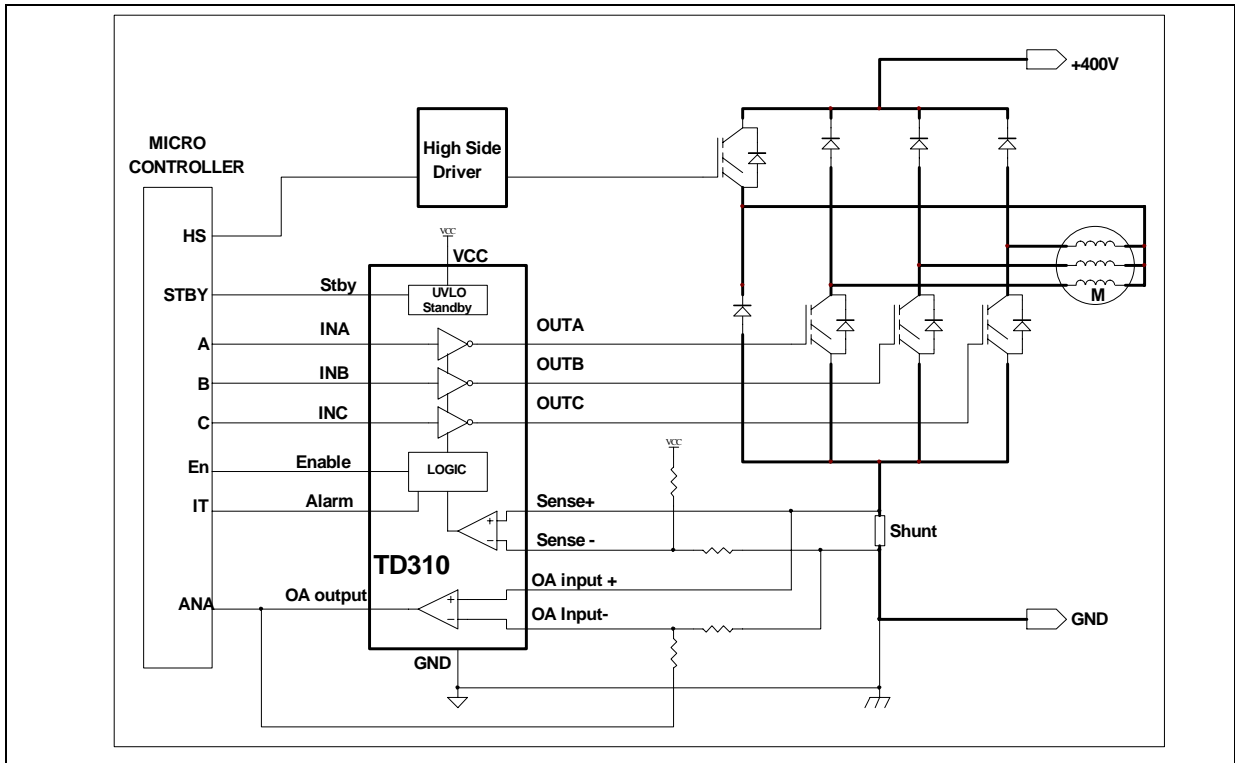 +400V
High Side
Driver
MICRO
CONTROLLER
HS
VCC
VCC
STBY
Stby
UVLO
Standby
M
A
INA
OUTA
B
INB
OUTB
C
INC
OUTC
VCC
En
Enable
LOGIC
IT
Alarm
Sense+
+
Shunt
Sense -
−
TD310
OA input +
ANA
OA output
+
−
OA Input-
GND
GND